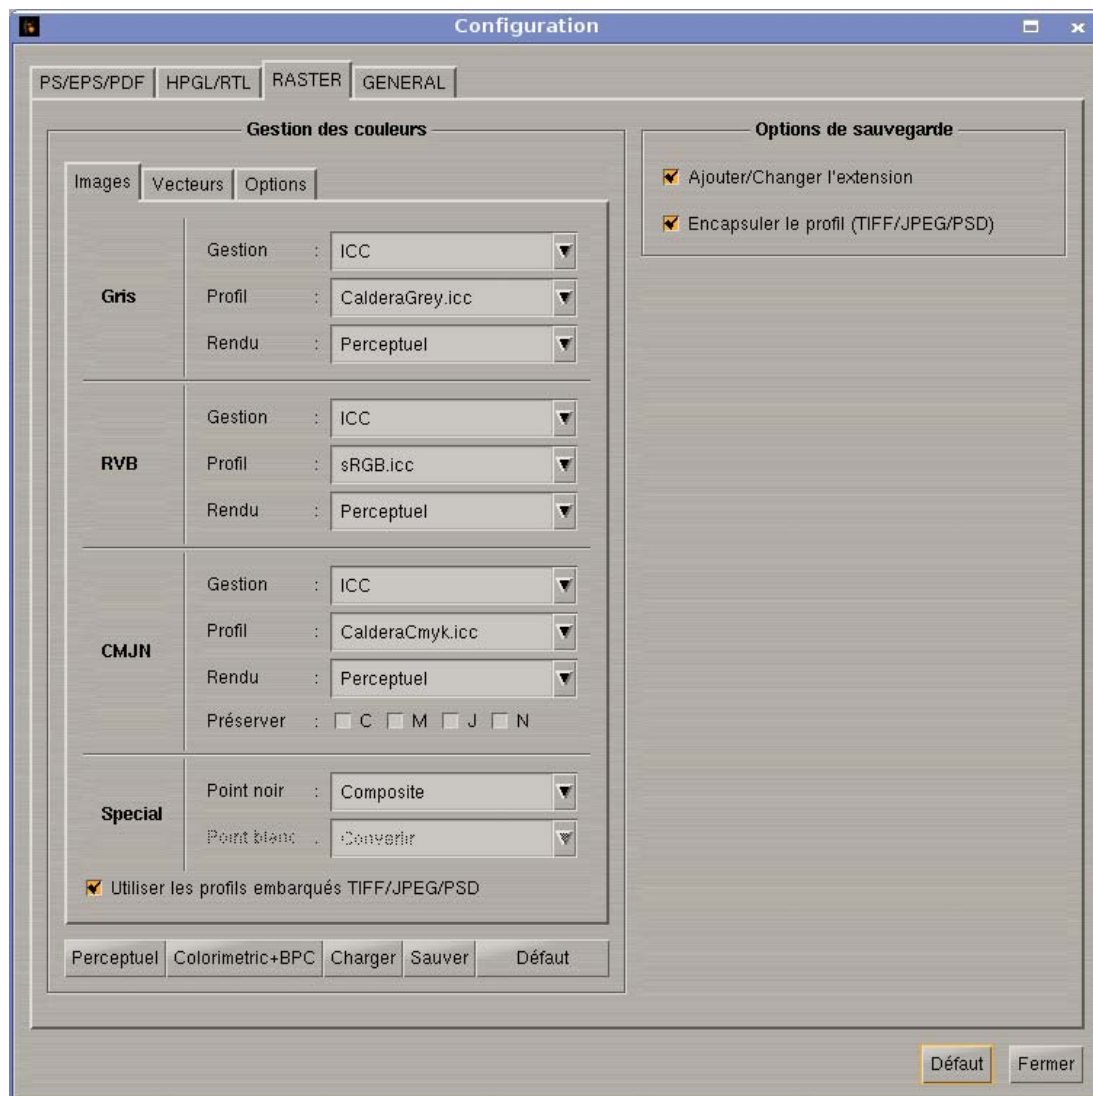 Configuration
PS/EPS/PDF HPGL/RTL RASTER GENERAL
Gestion des couleurs
Images Vecteurs Options
Gris
Gestion : ICC
Profil : CalderaGrey.icc
Rendu : Perceptuel
RVB
Gestion : ICC
Profil : sRGB.icc
Rendu : Perceptuel
CMJN
Gestion : ICC
Profil : CalderaCmyk.icc
Rendu : Perceptuel
Préserver : C M J N
Special
Point noir : Composite
Point blanc : Convertir
Utiliser les profils embarqués TIFF/JPEG/PSD
Perceptuel Colorimetric+BPC Charger Sauver Défaut
Options de sauvegarde
Ajouter/Changer l'extension
Encapsuler le profil (TIFF/JPEG/PSD)
Défaut Fermer